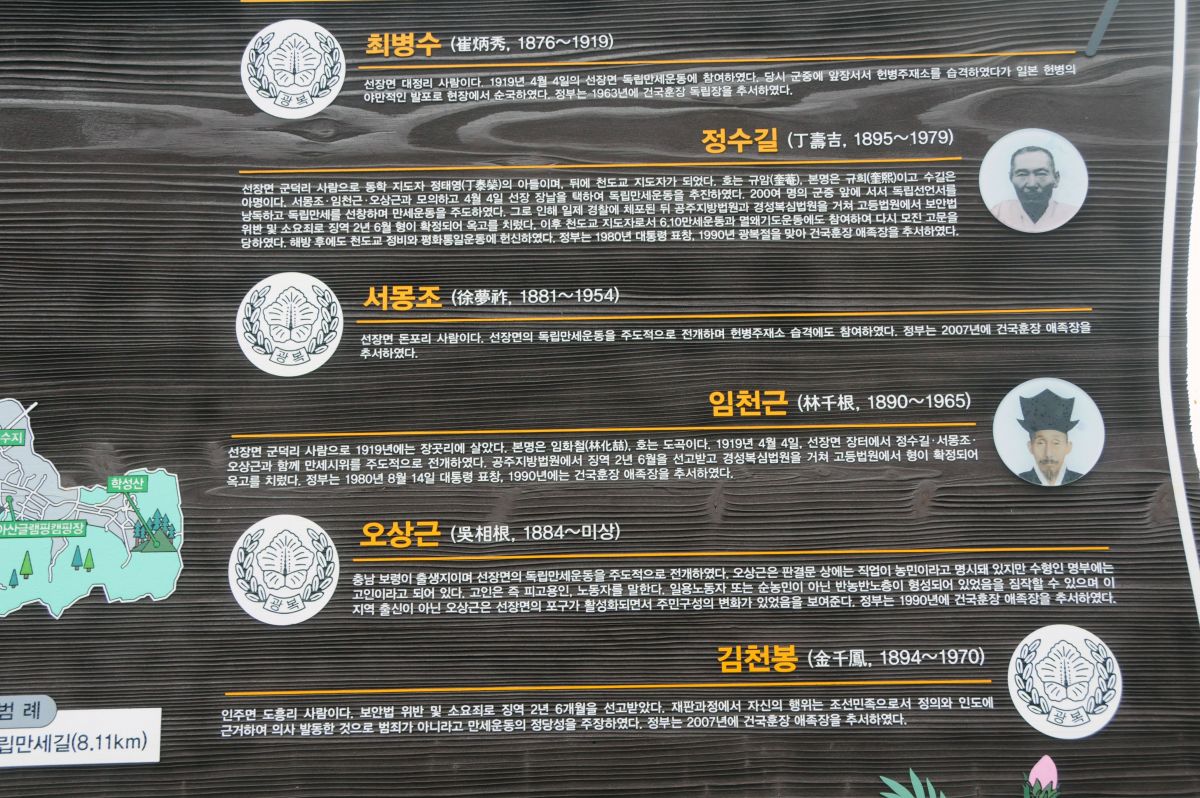 최병수 (崔炳秀, 1876~1919)
선장면 대정리 사람이다. 1919년 4월 4일의 선장면 독립만세운동에 참여하였다. 당시 군중에 앞장서서 헌병주재소를 습격하였다가 일본 헌병의
야만적인 발포로 현장에서 순국하였다. 정부는 1963년에 건국훈장 독립장을 추서하였다.
광복
정수길 (丁壽吉, 1895~1979)
선장면 군덕리 사람으로 동학 지도자 정태영(丁泰榮)의 아들이며, 뒤에 천도교 지도자가 되었다. 호는 규암(奎菴), 본명은 규희(奎熙)이고 수길은
아명이다. 서몽조·임천근·오상근과 모의하고 4월 4일 선장 장날을 택하여 독립만세운동을 추진하였다. 200여 명의 군중 앞에 서서 독립선언서를
낭독하고 독립만세를 선창하며 만세운동을 주도하였다. 그로 인해 일제 경찰에 체포된 뒤 공주지방법원과 경성복심법원을 거쳐 고등법원에서 보안법
위반 및 소요죄로 징역 2년 6월 형이 확정되어 옥고를 치렀다. 이후 천도교 지도자로서 6.10만세운동과 멸왜기도운동에도 참여하며 다시 모진 고문을
당하였다. 해방 후에도 천도교 정비와 평화통일운동에 헌신하였다. 정부는 1980년 대통령 표창, 1990년 광복절을 맞아 건국훈장 애족장을 추서하였다.
서몽조 (徐夢祚, 1881~1954)
선장면 돈포리 사람이다. 선장면의 독립만세운동을 주도적으로 전개하며 헌병주재소 습격에도 참여하였다. 정부는 2007년에 건국훈장 애족장을
추서하였다.
광복
임천근 (林千根, 1890~1965)
선장면 군덕리 사람으로 1919년에는 장곳리에 살았다. 본명은 임화철(林化喆), 호는 도곡이다. 1919년 4월 4일, 선장면 장터에서 정수길·서몽조·
오상근과 함께 만세시위를 주도적으로 전개하였다. 공주지방법원에서 징역 2년 6월을 선고받고 경성복심법원을 거쳐 고등법원에서 형이 확정되어
옥고를 치렀다. 정부는 1980년 8월 14일 대통령 표창, 1990년에는 건국훈장 애족장을 추서하였다.
수지
학성산
아산글램핑캠핑장
오상근 (吳相根, 1884~미상)
충남 보령이 출생지이며 선장면의 독립만세운동을 주도적으로 전개하였다. 오상근은 판결문 상에는 직업이 농민이라고 명시돼 있지만 수형인 명부에는
고인이라고 되어 있다. 고인은 즉 피고용인, 노동자를 말한다. 일용노동자 또는 순농민이 아닌 반농반노층이 형성되어 있었음을 짐작할 수 있으며 이
지역 출신이 아닌 오상근은 선장면의 포구가 활성화되면서 주민구성의 변화가 있었음을 보여준다. 정부는 1990년에 건국훈장 애족장을 추서하였다.
광복
김천봉 (金千鳳, 1894~1970)
인주면 도흥리 사람이다. 보안법 위반 및 소요죄로 징역 2년 6개월을 선고받았다. 재판과정에서 자신의 행위는 조선민족으로서 정의와 인도에
근거하여 의사 발동한 것으로 범죄가 아니라고 만세운동의 정당성을 주장하였다. 정부는 2007년에 건국훈장 애족장을 추서하였다.
광복
범 례
립만세길(8.11km)